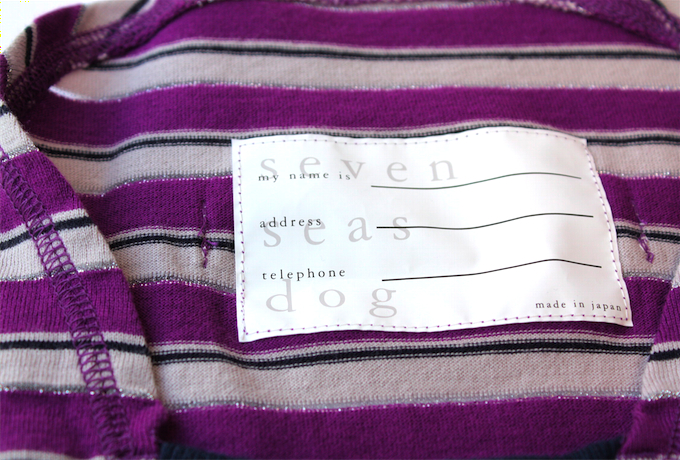 seven
my name is
address
seas
telephone
dog
made in japan